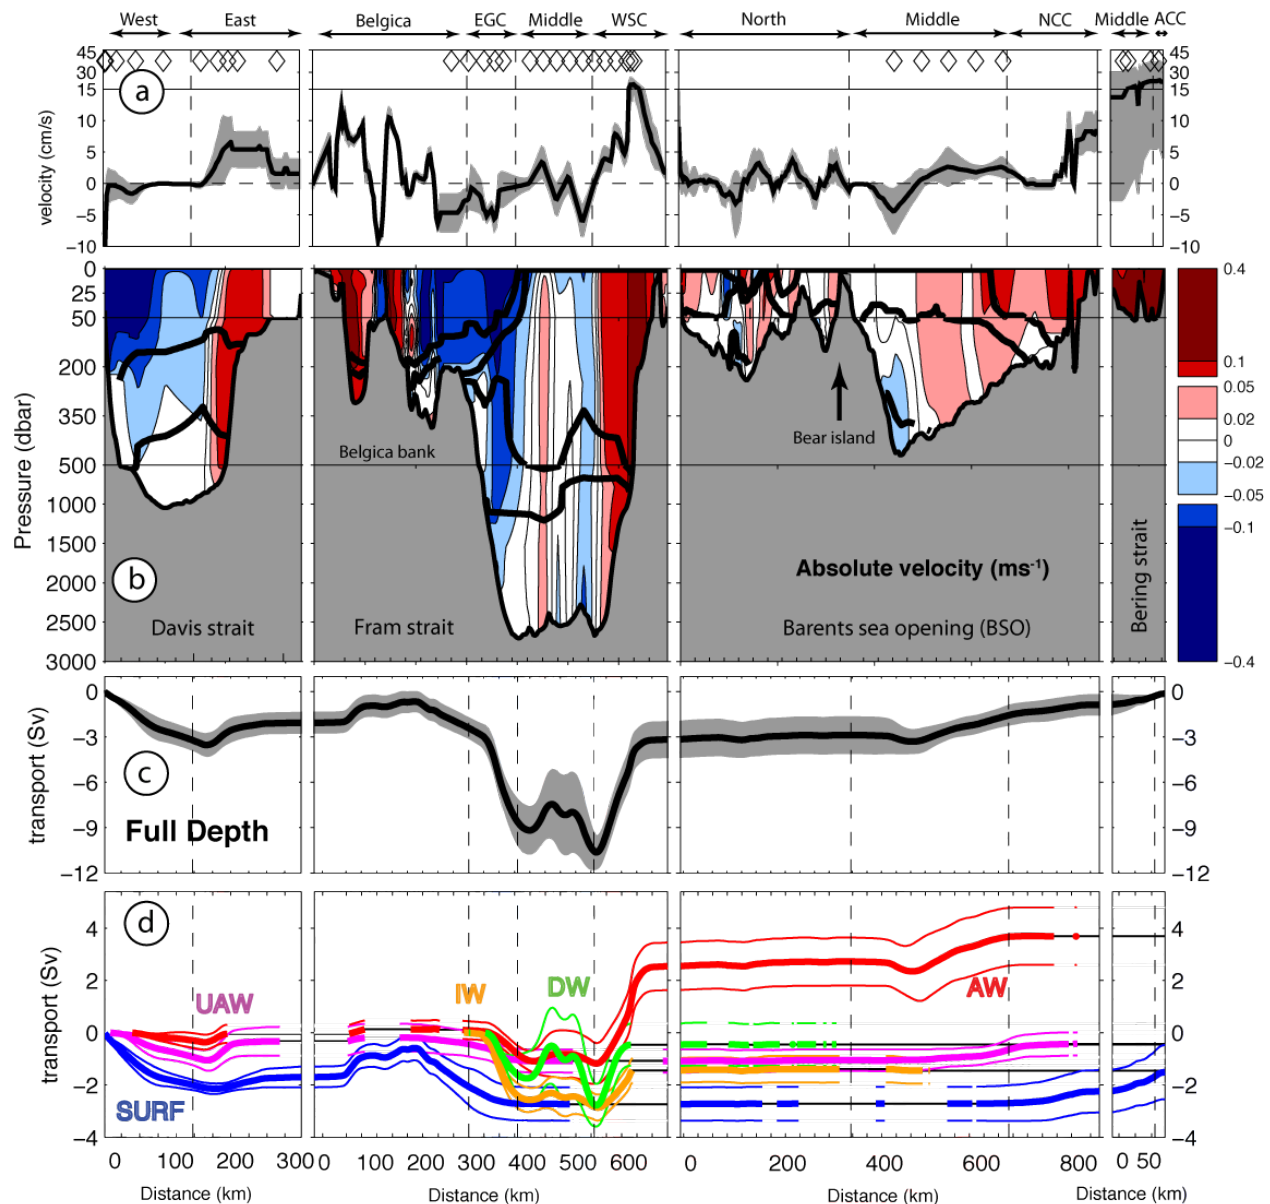 West East Belgica EGC Middle WSC North Middle NCC Middle ACC
a
velocity (cm/s)
45
30
15
10
5
0
−5
−10
45
30
15
10
5
0
−5
−10
b
Pressure (dbar)
0
25
50
200
350
500
1000
1500
2000
2500
3000
Davis strait
Belgica bank
Fram strait
Bear island
Absolute velocity (ms-1)
Barents sea opening (BSO)
Bering strait
0.4
0.1
0.05
0.02
0
−0.02
−0.05
−0.1
−0.4
c
Full Depth
transport (Sv)
0
−3
−6
−9
−12
0
−3
−6
−9
−12
d
transport (Sv)
4
2
0
−2
−4
UAW
SURF
IW
DW
AW
4
2
0
−2
−4
0 100 200 300 0 100 200 300 400 500 600 0 200 400 600 800 0 50
Distance (km) Distance (km) Distance (km) Distance (km)